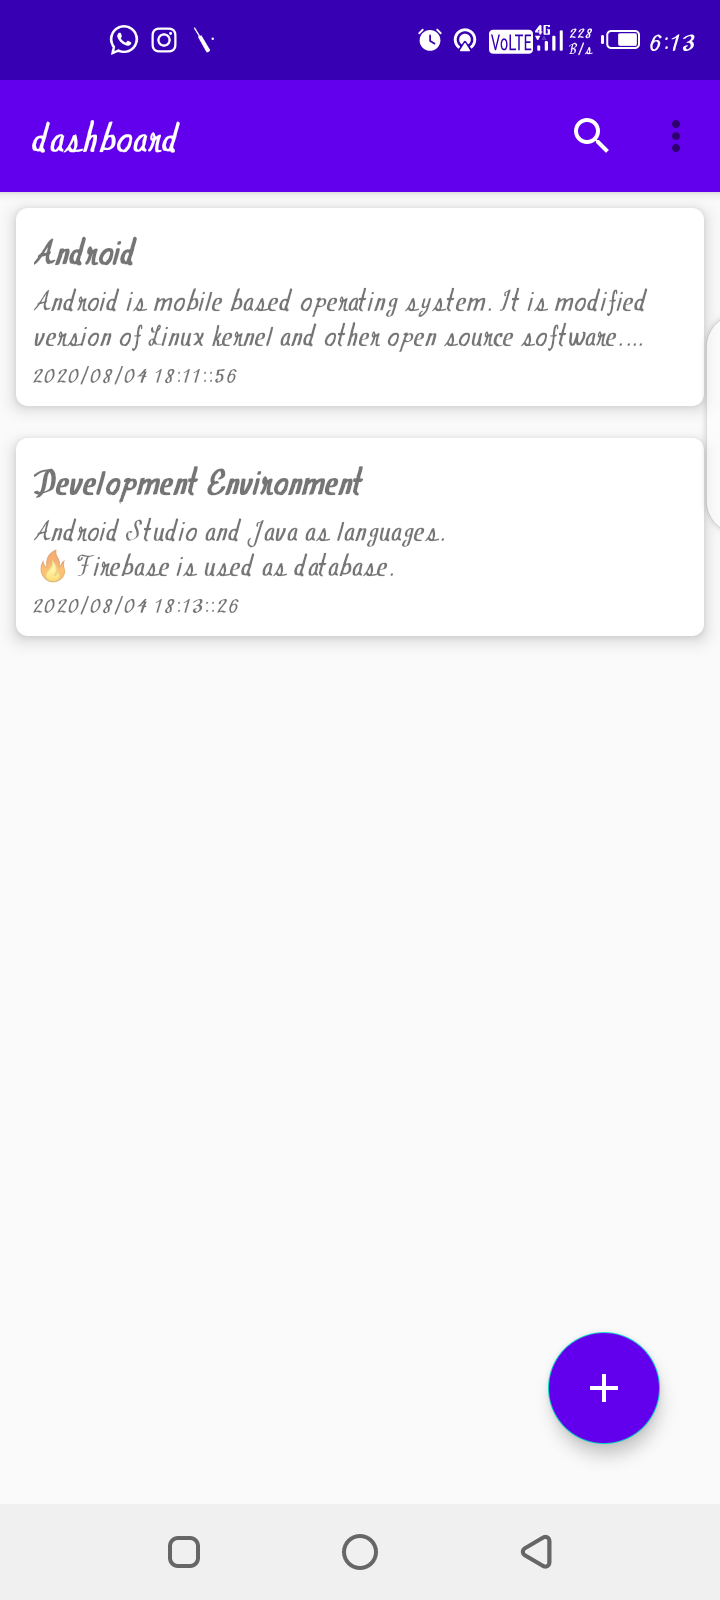 VoLTE 4G 228 B/s 6:13
dashboard
Android
Android is mobile based operating system. It is modified
version of Linux kernel and other open source software....
2020/08/04 18:11::56
Development Environment
Android Studio and Java as languages.
🔥 Firebase is used as database.
2020/08/04 18:13::26